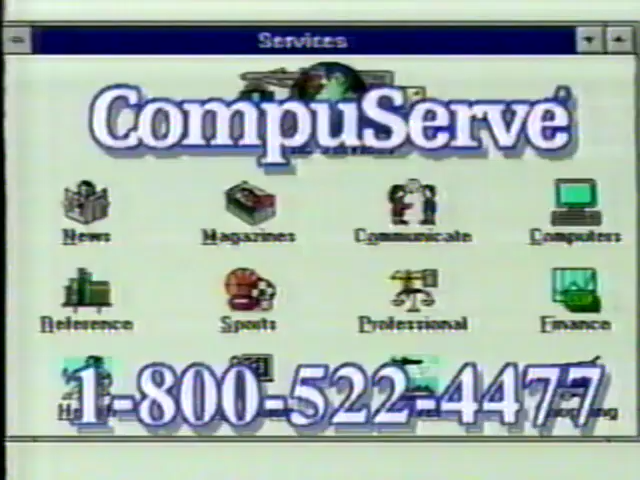 Services
CompuServe
News Magazines Communicate Computers
Reference Sports Professional Finance
1-800-522-4477